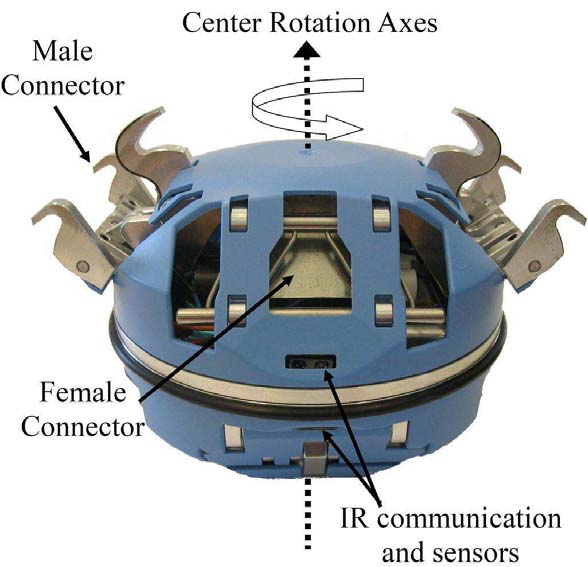 Center Rotation Axes
Male
Connector
Female
Connector
IR communication
and sensors